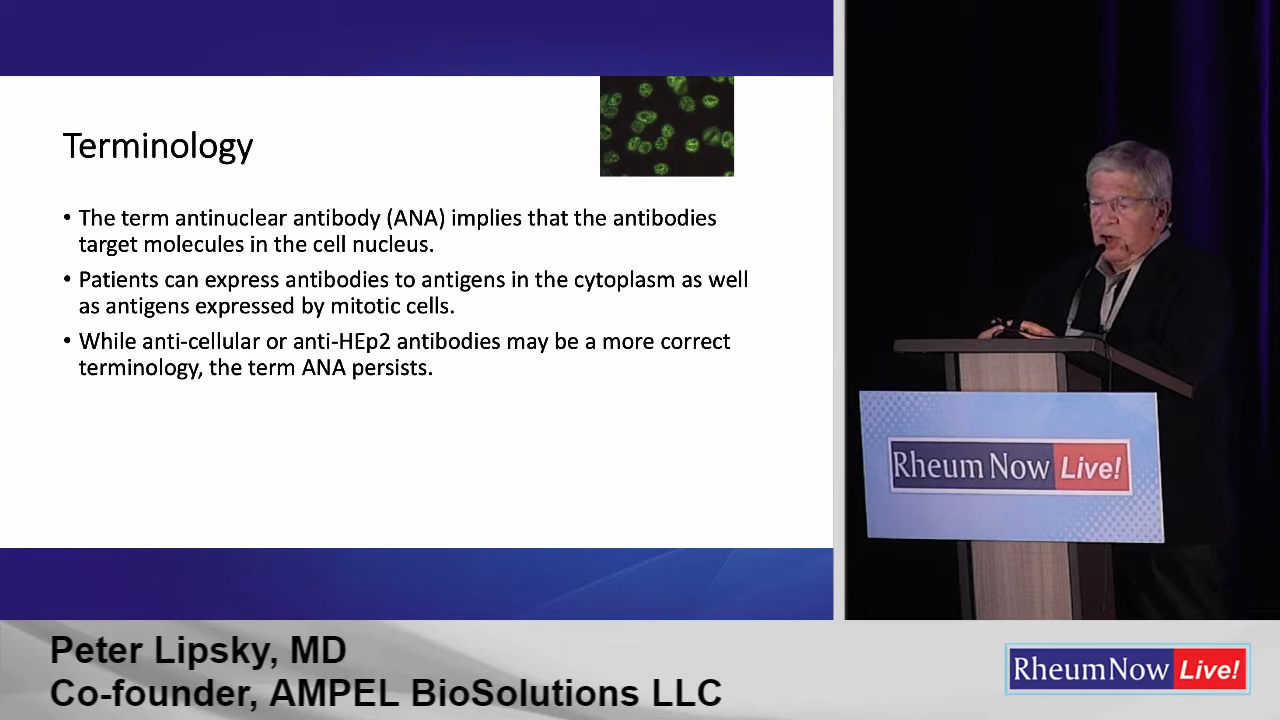 Terminology
• The term antinuclear antibody (ANA) implies that the antibodies
target molecules in the cell nucleus.
• Patients can express antibodies to antigens in the cytoplasm as well
as antigens expressed by mitotic cells.
• While anti-cellular or anti-HEp2 antibodies may be a more correct
terminology, the term ANA persists.
Rheum Now Live!
Peter Lipsky, MD
Co-founder, AMPEL BioSolutions LLC
RheumNow Live!